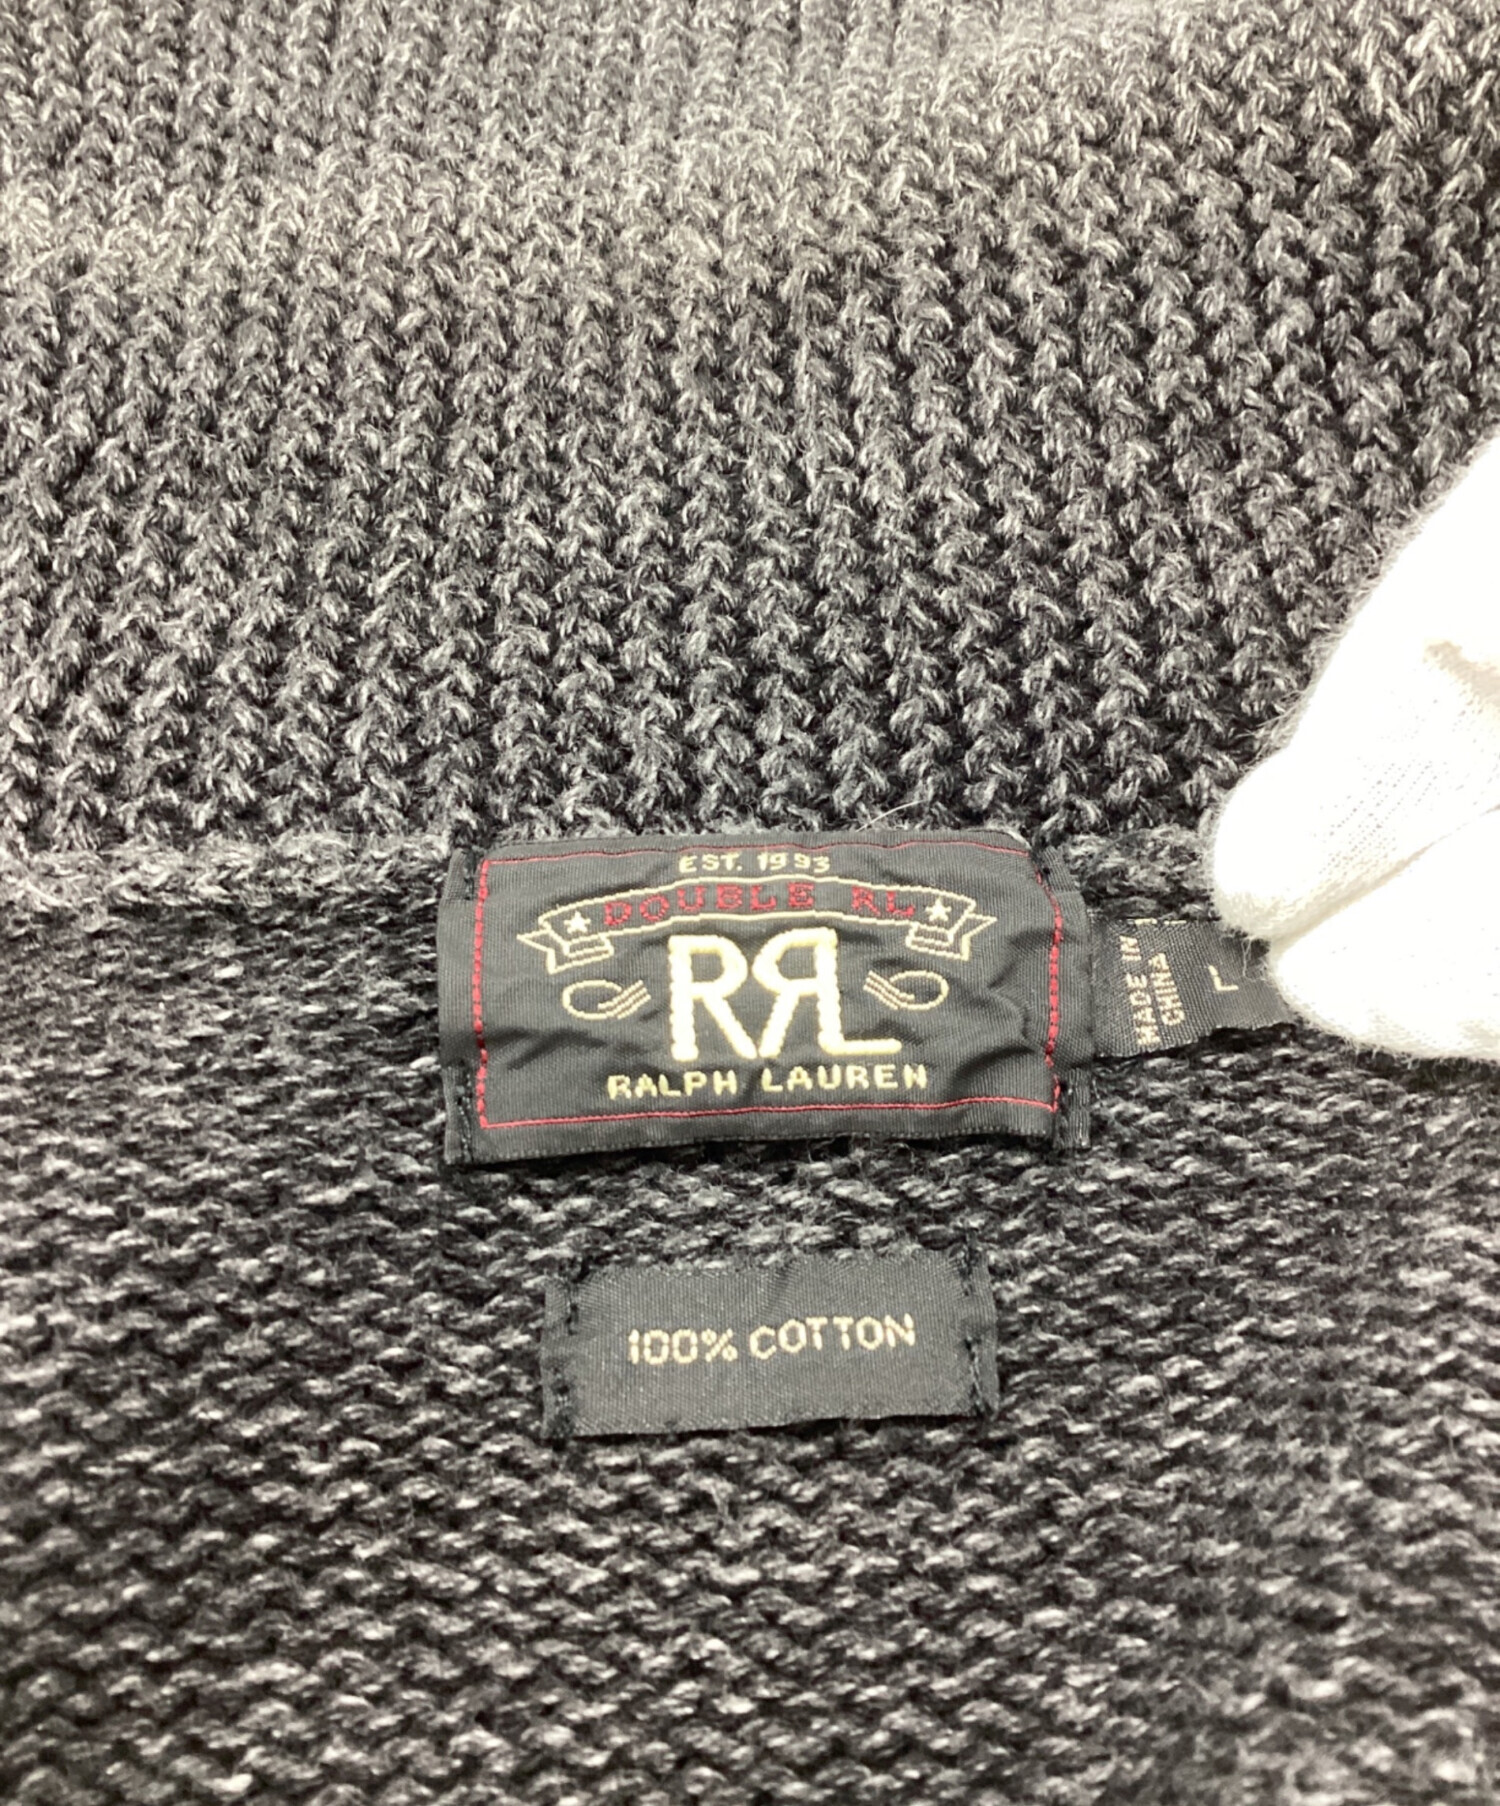 EST. 1993
DOUBLE RL
RRL
RALPH LAUREN
MADE IN
CHINA
L
100% COTTON